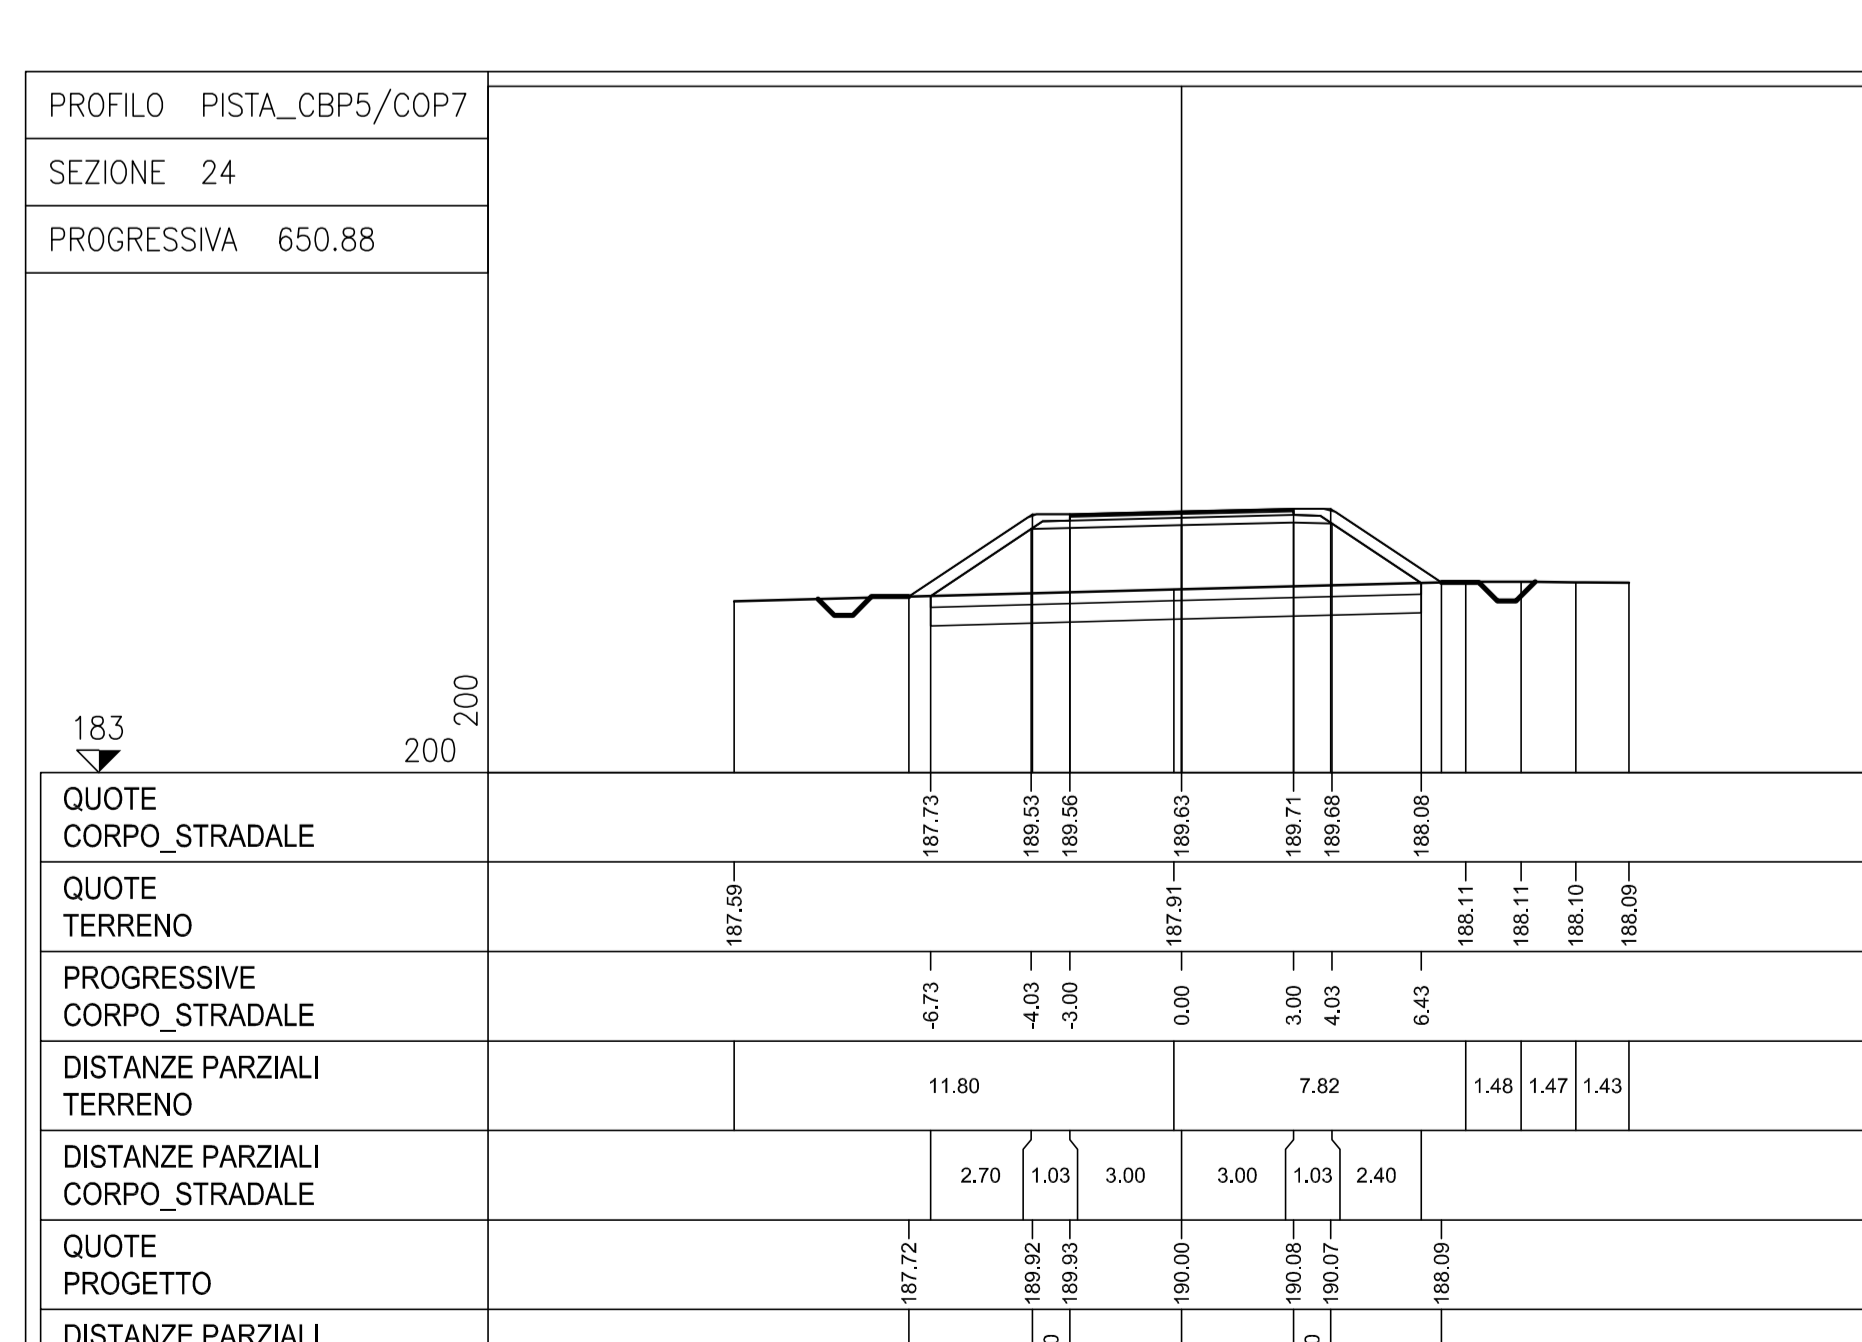 PROFILO PISTA_CBP5/COP7
SEZIONE 24
PROGRESSIVA 650.88
200
183
200
QUOTE
CORPO_STRADALE
187.73 189.53 189.56 189.63 189.71 189.68 188.08
QUOTE
TERRENO
187.59 187.91 188.11 188.11 188.10 188.09
PROGRESSIVE
CORPO_STRADALE
-6.73 -4.03 -3.00 0.00 3.00 4.03 6.43
DISTANZE PARZIALI
TERRENO
11.80 7.82 1.48 1.47 1.43
DISTANZE PARZIALI
CORPO_STRADALE
2.70 1.03 3.00 3.00 1.03 2.40
QUOTE
PROGETTO
187.72 189.92 189.93 190.00 190.08 190.07 188.09
DISTANZE PARZIALI